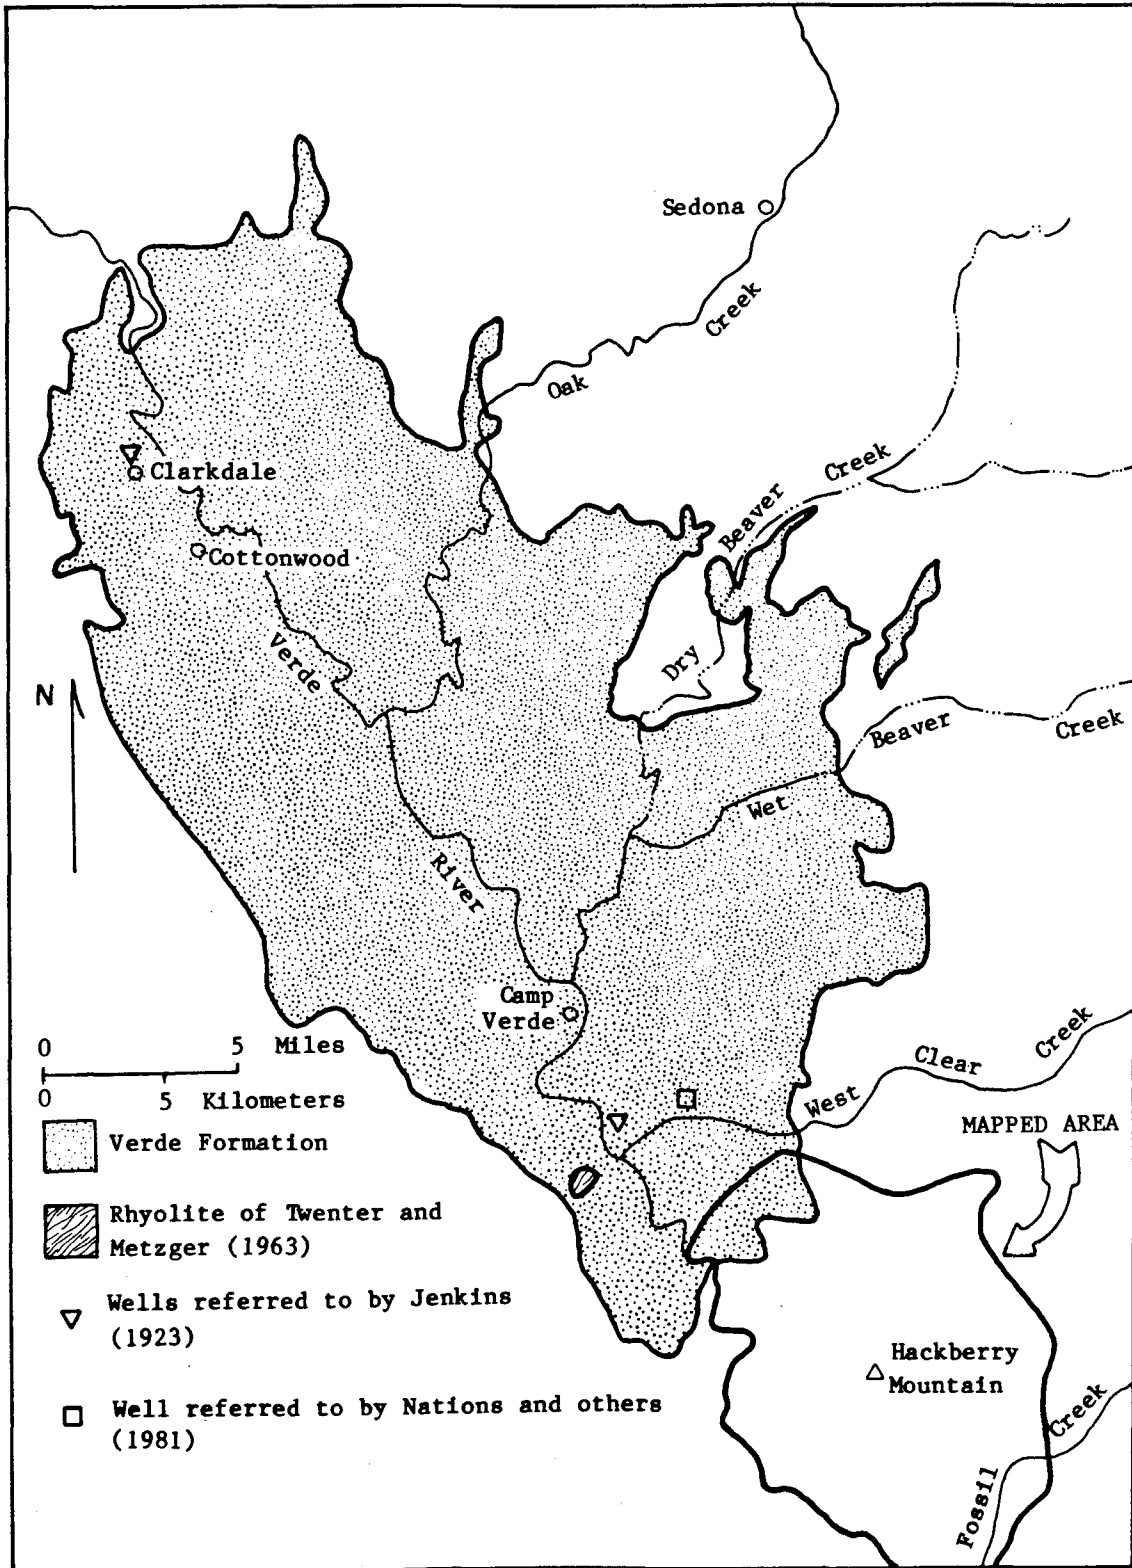 Sedona
Oak
Creek
Clarkdale
Cottonwood
Beaver
Creek
Dry
Verde
N
Beaver
Creek
Wet
River
Camp
Verde
0 5 Miles
0 5 Kilometers
West
Clear
Creek
MAPPED AREA
Verde Formation
Rhyolite of Twenter and
Metzger (1963)
Wells referred to by Jenkins
(1923)
Well referred to by Nations and others
(1981)
Hackberry
Mountain
Fossil
Creek